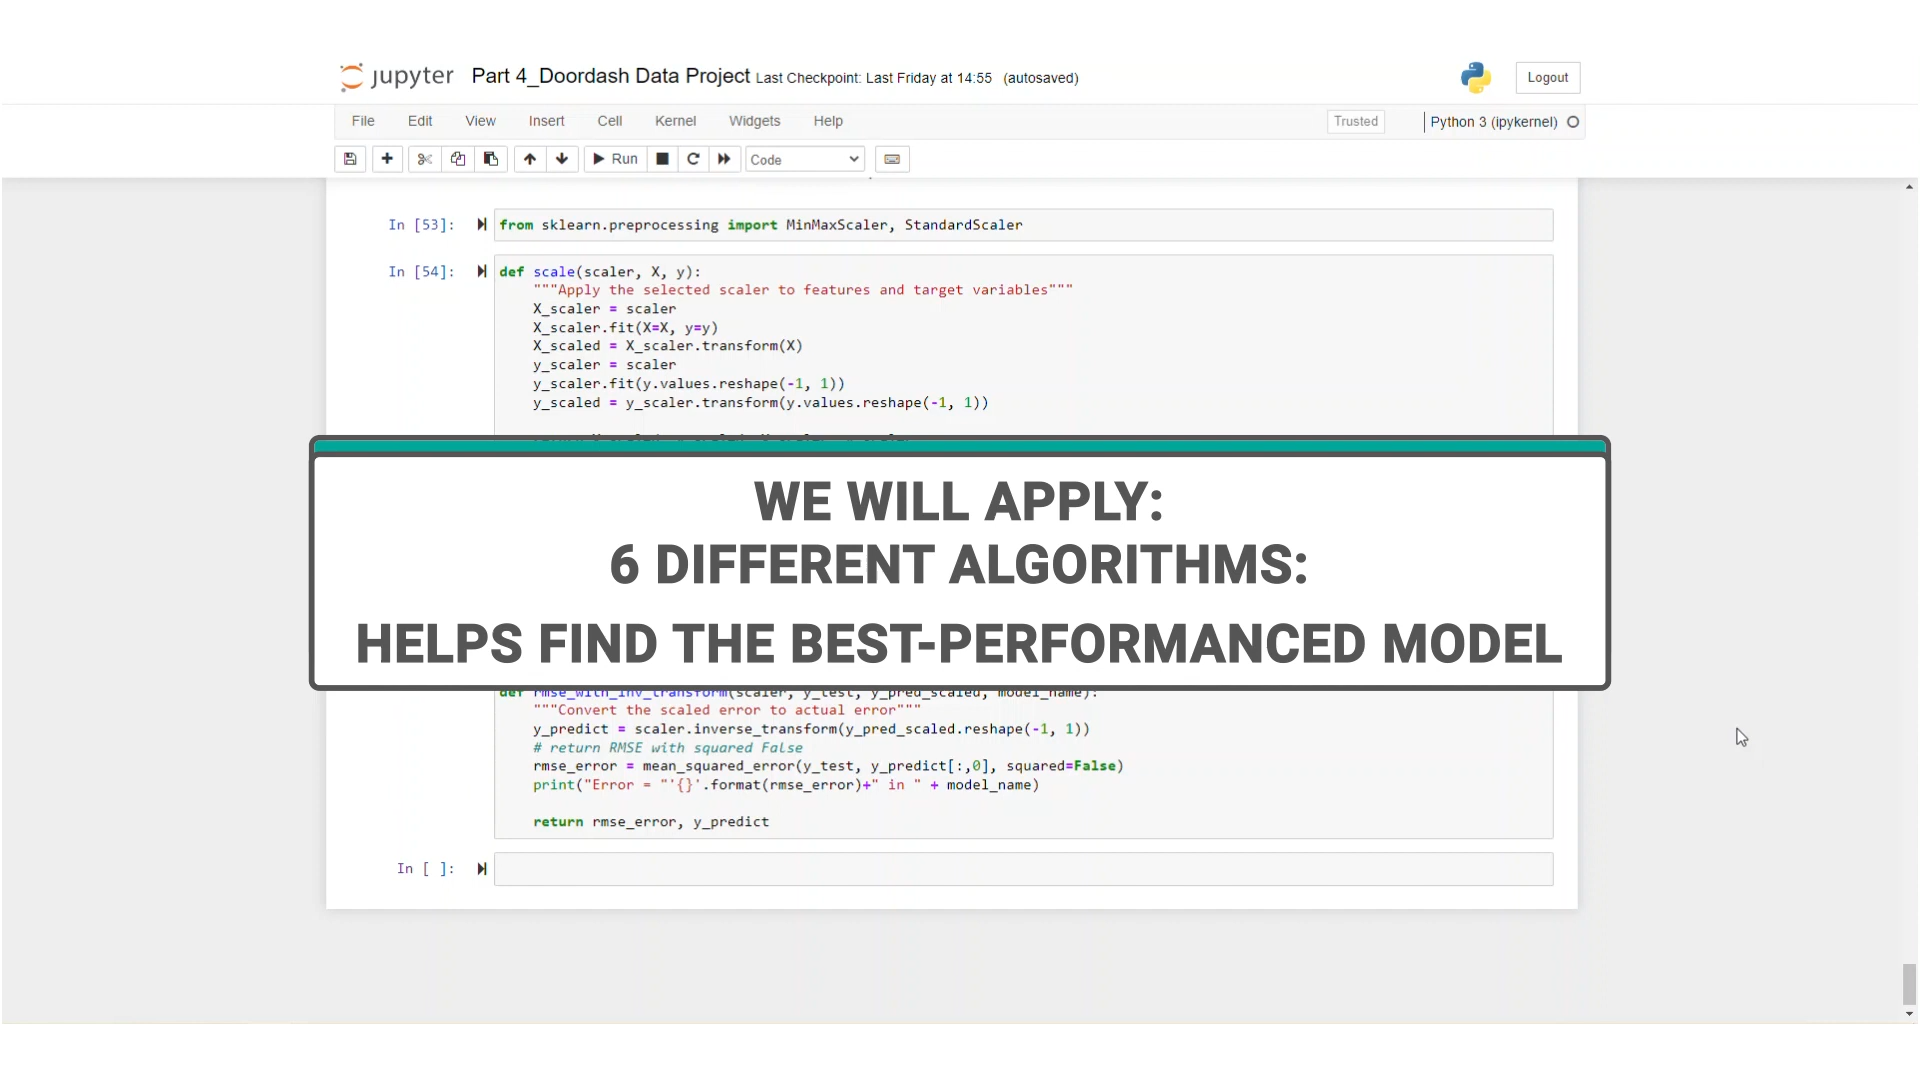 jupyter Part 4_Doordash Data Project Last Checkpoint: Last Friday at 14:55 (autosaved) Logout
File Edit View Insert Cell Kernel Widgets Help Trusted Python 3 (ipykernel)
Run Code
In [53]: from sklearn.preprocessing import MinMaxScaler, StandardScaler
In [54]: def scale(scaler, X, y):
"""Apply the selected scaler to features and target variables"""
X_scaler = scaler
X_scaler.fit(X=X, y=y)
X_scaled = X_scaler.transform(X)
y_scaler = scaler
y_scaler.fit(y.values.reshape(-1, 1))
y_scaled = y_scaler.transform(y.values.reshape(-1, 1))
WE WILL APPLY:
6 DIFFERENT ALGORITHMS:
HELPS FIND THE BEST-PERFORMANCED MODEL
def rmse_with_inv_transform(scaler, y_test, y_pred_scaled, model_name):
"""Convert the scaled error to actual error"""
y_predict = scaler.inverse_transform(y_pred_scaled.reshape(-1, 1))
# return RMSE with squared False
rmse_error = mean_squared_error(y_test, y_predict[:,0], squared=False)
print("Error = "'{}'.format(rmse_error)+" in " + model_name)
return rmse_error, y_predict
In [ ]: